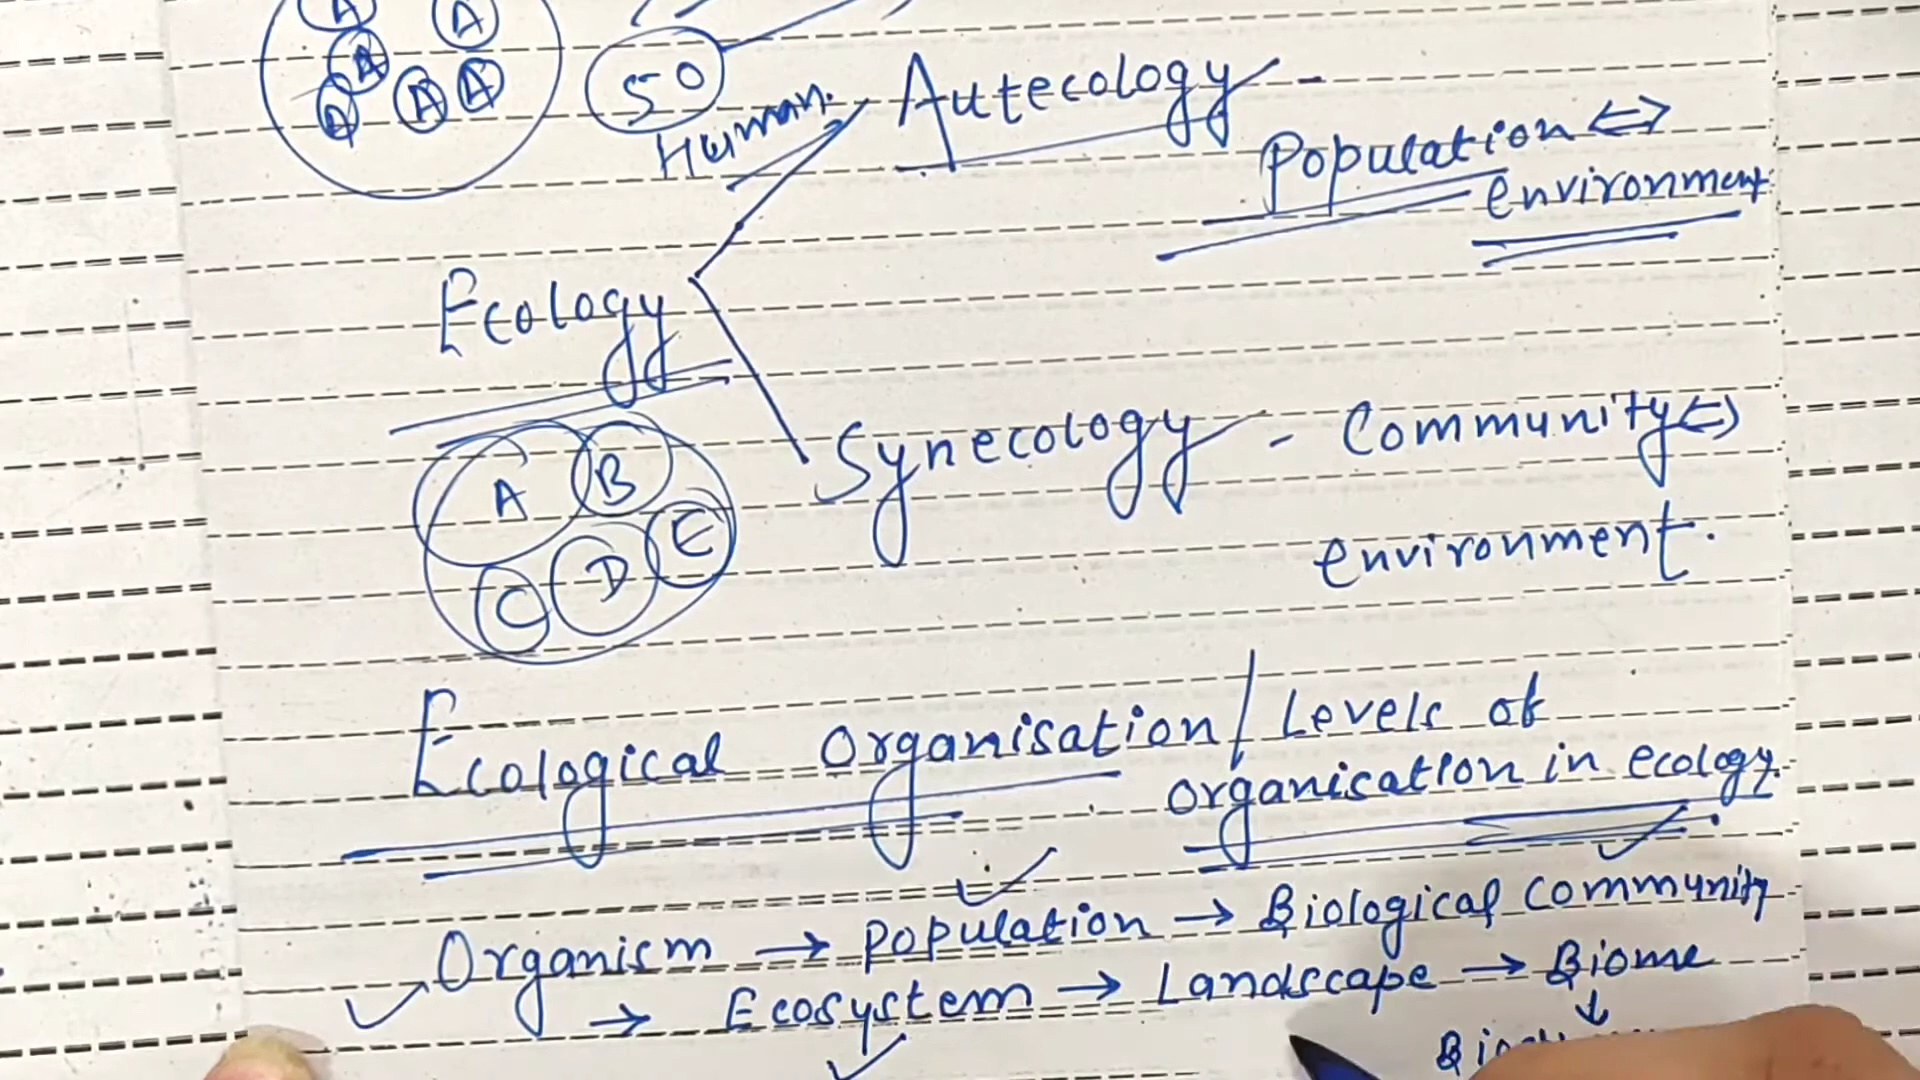 A A
A
A A A
50
Human.
Autecology -
Population ↔
environment
Ecology
Synecology - Community ↔
environment.
A B
E
C D
Ecological Organisation / Levels of
organisation in ecology.
Organism → Population → Biological community
→ Ecosystem → Landscape → Biome
↓